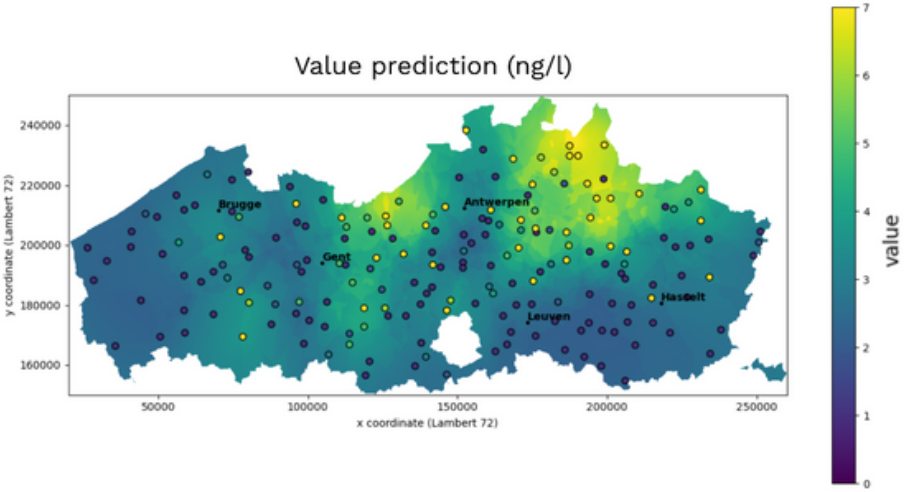 Value prediction (ng/l)
7
6
5
4
3
2
1
0
value
240000
220000
200000
180000
160000
y coordinate (Lambert 72)
Brugge
Antwerpen
Gent
Hasselt
Leuven
50000 100000 150000 200000 250000
x coordinate (Lambert 72)